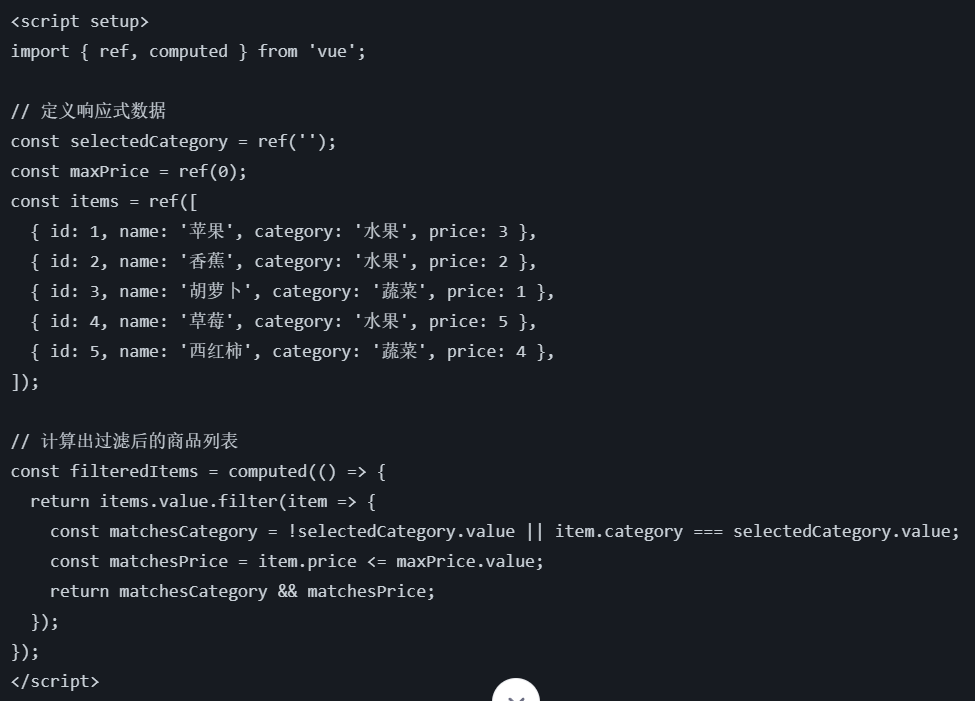 <script setup>
import { ref, computed } from 'vue';

// 定义响应式数据
const selectedCategory = ref('');
const maxPrice = ref(0);
const items = ref([
  { id: 1, name: '苹果', category: '水果', price: 3 },
  { id: 2, name: '香蕉', category: '水果', price: 2 },
  { id: 3, name: '胡萝卜', category: '蔬菜', price: 1 },
  { id: 4, name: '草莓', category: '水果', price: 5 },
  { id: 5, name: '西红柿', category: '蔬菜', price: 4 },
]);

// 计算出过滤后的商品列表
const filteredItems = computed(() => {
  return items.value.filter(item => {
    const matchesCategory = !selectedCategory.value || item.category === selectedCategory.value;
    const matchesPrice = item.price <= maxPrice.value;
    return matchesCategory && matchesPrice;
  });
});
</script>